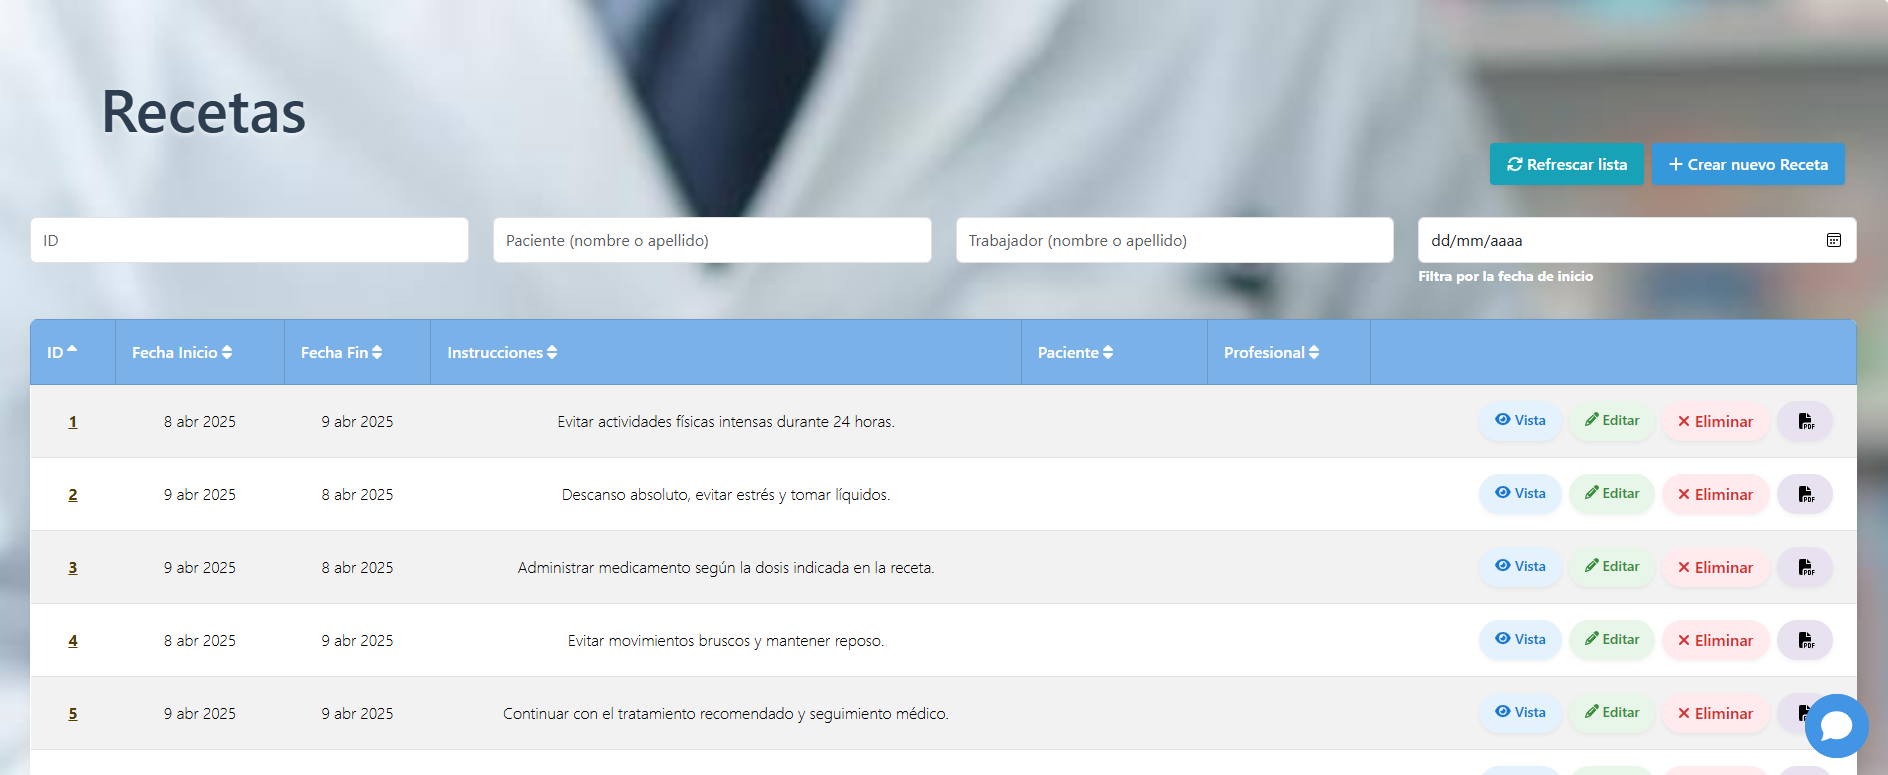 Recetas
Refrescar lista
Crear nuevo Receta
ID
Paciente (nombre o apellido)
Trabajador (nombre o apellido)
dd/mm/aaaa
Filtra por la fecha de inicio
ID Fecha Inicio Fecha Fin Instrucciones Paciente Profesional
1 8 abr 2025 9 abr 2025 Evitar actividades físicas intensas durante 24 horas. Vista Editar Eliminar PDF
2 9 abr 2025 8 abr 2025 Descanso absoluto, evitar estrés y tomar líquidos. Vista Editar Eliminar PDF
3 9 abr 2025 8 abr 2025 Administrar medicamento según la dosis indicada en la receta. Vista Editar Eliminar PDF
4 8 abr 2025 9 abr 2025 Evitar movimientos bruscos y mantener reposo. Vista Editar Eliminar PDF
5 9 abr 2025 9 abr 2025 Continuar con el tratamiento recomendado y seguimiento médico. Vista Editar Eliminar